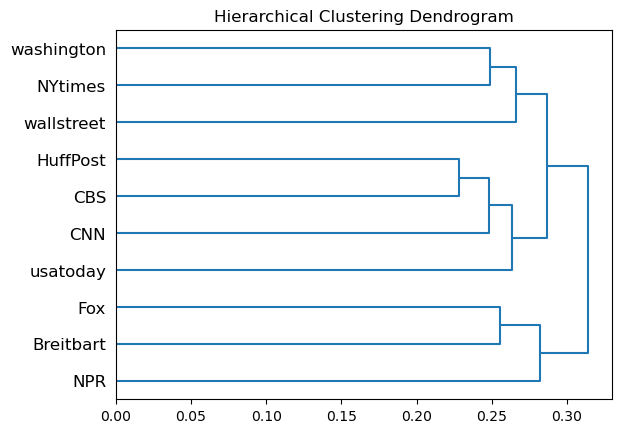 Hierarchical Clustering Dendrogram
washington
NYtimes
wallstreet
HuffPost
CBS
CNN
usatoday
Fox
Breitbart
NPR
0.00 0.05 0.10 0.15 0.20 0.25 0.30